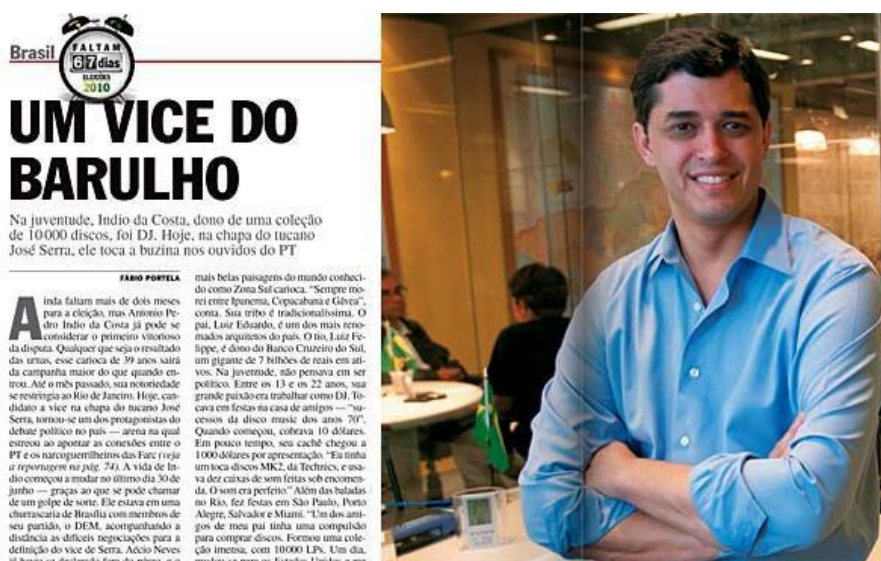 Brasil
FALTAM
67 dias
ELEIÇÕES
2010
UM VICE DO
BARULHO
Na juventude, Indio da Costa, dono de uma coleção
de 10 000 discos, foi DJ. Hoje, na chapa do tucano
José Serra, ele toca a buzina nos ouvidos do PT
FÁBIO PORTELA
Ainda faltam mais de dois meses
para a eleição, mas Antonio Pe-
dro Indio da Costa já pode se
considerar o primeiro vitorioso
da disputa. Qualquer que seja o resultado
das urnas, esse carioca de 39 anos sairá
da campanha maior do que quando en-
trou. Até o mês passado, sua notoriedade
se restringia ao Rio de Janeiro. Hoje, can-
didato a vice na chapa do tucano José
Serra, tornou-se um dos protagonistas do
debate político no país — arena na qual
estreou ao apontar as conexões entre o
PT e os narcoguerrilheiros das Farc (veja
a reportagem na pág. 74). A vida de In-
dio começou a mudar no último dia 30 de
junho — graças ao que se pode chamar
de um golpe de sorte. Ele estava em uma
churrascaria de Brasília com membros de
seu partido, o DEM, acompanhando a
distância as difíceis negociações para a
definição do vice de Serra. Aécio Neves
mais belas paisagens do mundo conheci-
do como Zona Sul carioca. "Sempre mo-
rei entre Ipanema, Copacabana e Gávea",
conta. Sua tribo é tradicionalíssima. O
pai, Luiz Eduardo, é um dos mais reno-
mados arquitetos do país. O tio, Luiz Fe-
lippe, é dono do Banco Cruzeiro do Sul,
um gigante de 7 bilhões de reais em ati-
vos. Na juventude, não pensava em ser
político. Entre os 13 e os 22 anos, sua
grande paixão era trabalhar como DJ. To-
cava em festas na casa de amigos — "su-
cessos da disco music dos anos 70".
Quando começou, cobrava 10 dólares.
Em pouco tempo, seu cachê chegou a
1 000 dólares por apresentação. "Eu tinha
um toca discos MK2, da Technics, e usa-
va dez caixas de som feitas sob encomen-
da. O som era perfeito." Além das baladas
no Rio, fez festas em São Paulo, Porto
Alegre, Salvador e Miami. "Um dos ami-
gos de meu pai tinha uma compulsão
para comprar discos. Formou uma cole-
ção imensa, com 10 000 LPs. Um dia,